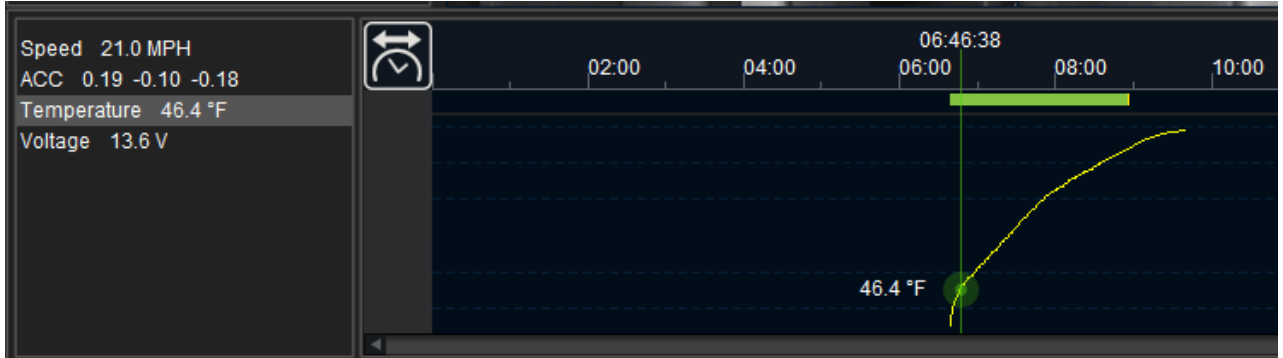 Speed 21.0 MPH
ACC 0.19 -0.10 -0.18
Temperature 46.4 °F
Voltage 13.6 V
06:46:38
02:00 04:00 06:00 08:00 10:00
46.4 °F